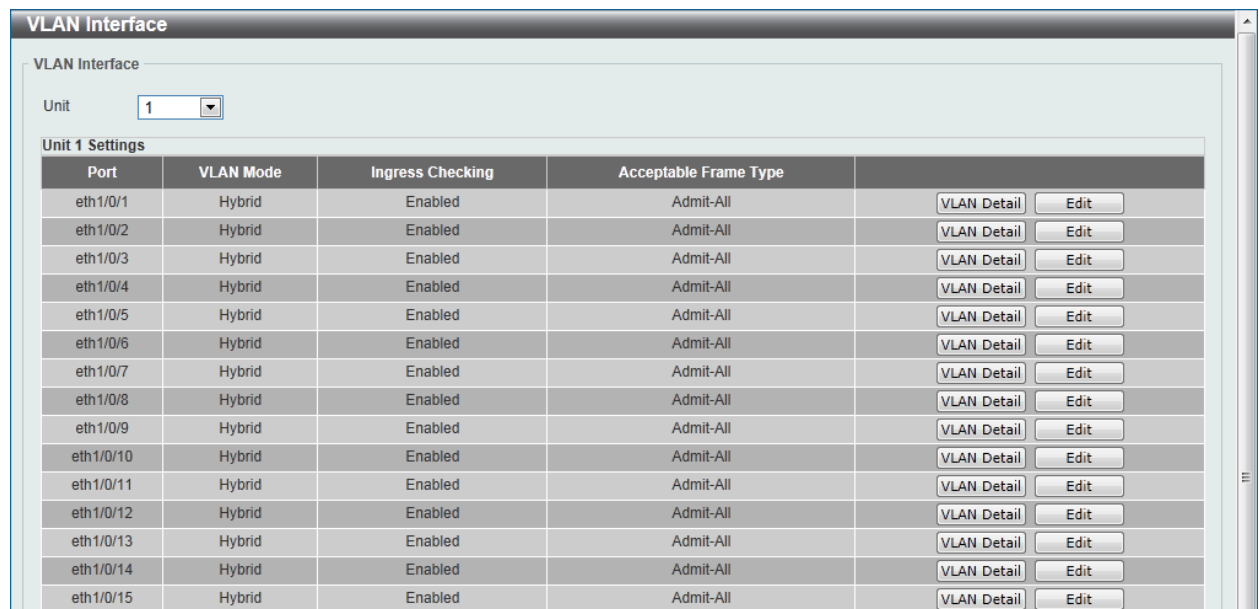 VLAN Interface
VLAN Interface
Unit 1
Unit 1 Settings
Port VLAN Mode Ingress Checking Acceptable Frame Type
eth1/0/1 Hybrid Enabled Admit-All VLAN Detail Edit
eth1/0/2 Hybrid Enabled Admit-All VLAN Detail Edit
eth1/0/3 Hybrid Enabled Admit-All VLAN Detail Edit
eth1/0/4 Hybrid Enabled Admit-All VLAN Detail Edit
eth1/0/5 Hybrid Enabled Admit-All VLAN Detail Edit
eth1/0/6 Hybrid Enabled Admit-All VLAN Detail Edit
eth1/0/7 Hybrid Enabled Admit-All VLAN Detail Edit
eth1/0/8 Hybrid Enabled Admit-All VLAN Detail Edit
eth1/0/9 Hybrid Enabled Admit-All VLAN Detail Edit
eth1/0/10 Hybrid Enabled Admit-All VLAN Detail Edit
eth1/0/11 Hybrid Enabled Admit-All VLAN Detail Edit
eth1/0/12 Hybrid Enabled Admit-All VLAN Detail Edit
eth1/0/13 Hybrid Enabled Admit-All VLAN Detail Edit
eth1/0/14 Hybrid Enabled Admit-All VLAN Detail Edit
eth1/0/15 Hybrid Enabled Admit-All VLAN Detail Edit